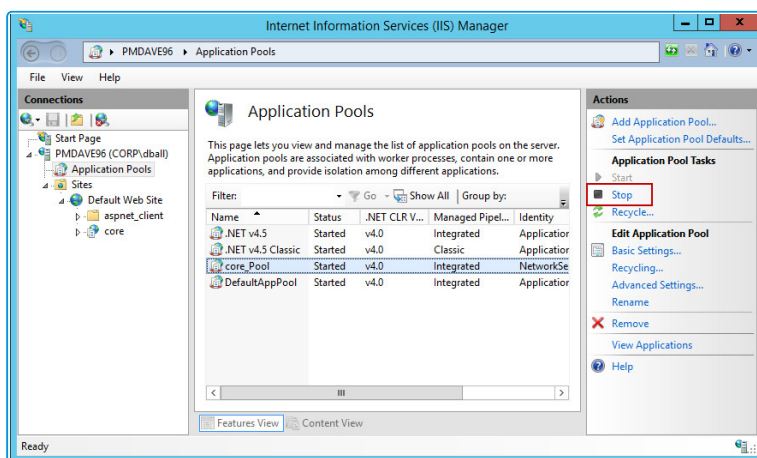 Internet Information Services (IIS) Manager
PMDAVE96 Application Pools
File View Help
Connections
Start Page
PMDAVE96 (CORP\dball)
Application Pools
Sites
Default Web Site
aspnet_client
core
Application Pools
This page lets you view and manage the list of application pools on the server.
Application pools are associated with worker processes, contain one or more
applications, and provide isolation among different applications.
Filter: Go Show All Group by:
Name Status .NET CLR V... Managed Pipel... Identity
.NET v4.5 Started v4.0 Integrated Application
.NET v4.5 Classic Started v4.0 Classic Application
core_Pool Started v4.0 Integrated NetworkSe
DefaultAppPool Started v4.0 Integrated Application
Features View Content View
Actions
Add Application Pool...
Set Application Pool Defaults...
Application Pool Tasks
Start
Stop
Recycle...
Edit Application Pool
Basic Settings...
Recycling...
Advanced Settings...
Rename
Remove
View Applications
Help
Ready